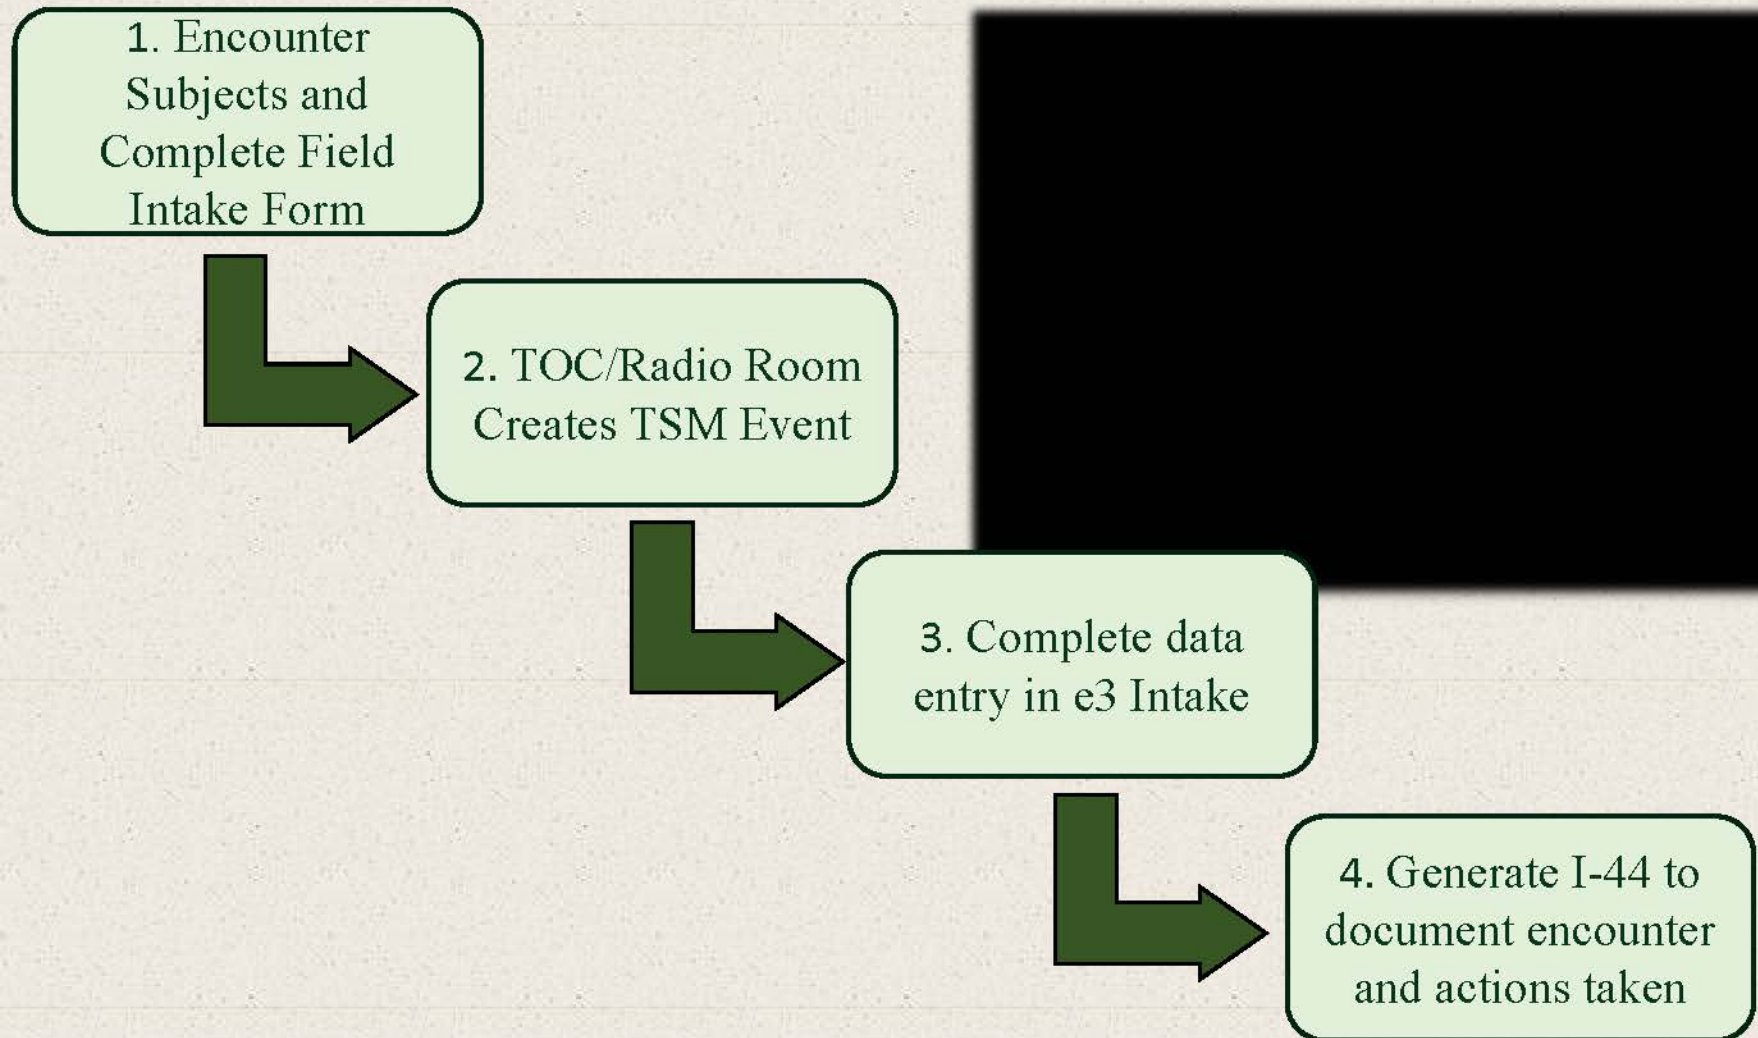 1. Encounter
Subjects and
Complete Field
Intake Form
2. TOC/Radio Room
Creates TSM Event
3. Complete data
entry in e3 Intake
4. Generate I-44 to
document encounter
and actions taken